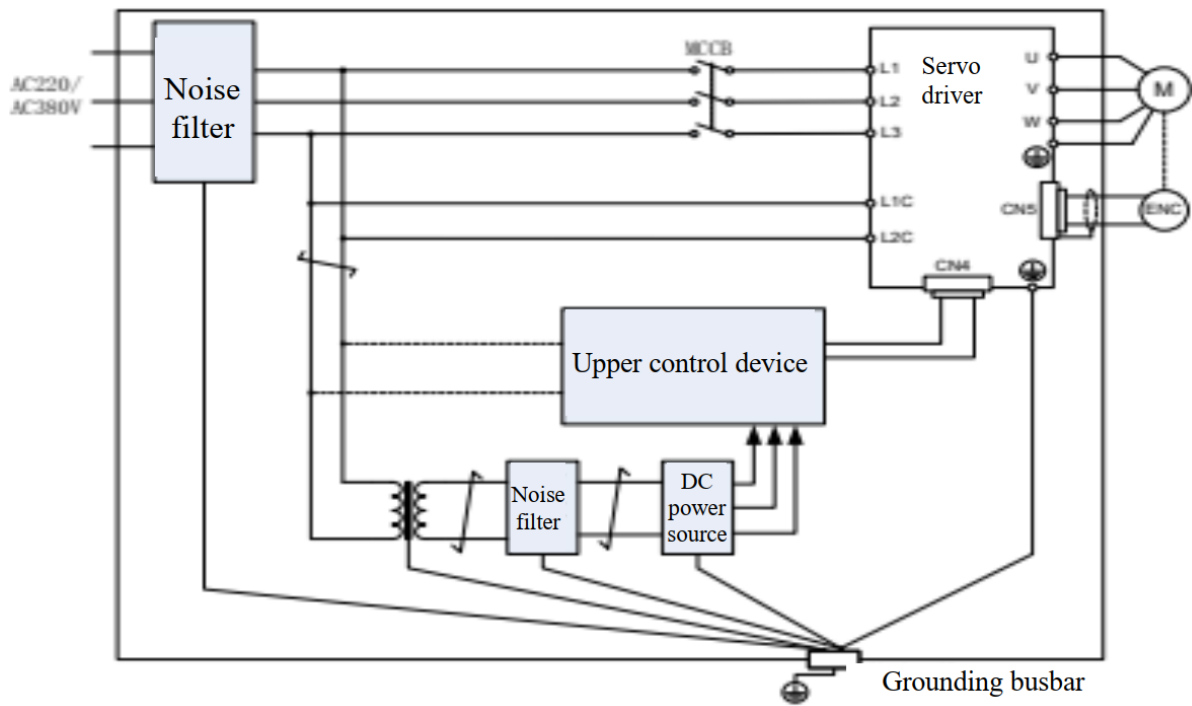 MCCB
AC220/
AC380V
Noise
filter
L1
L2
L3
L1C
L2C
Servo
driver
U
V
W
M
CN5
ENC
CN4
Upper control device
Noise
filter
DC
power
source
Grounding busbar